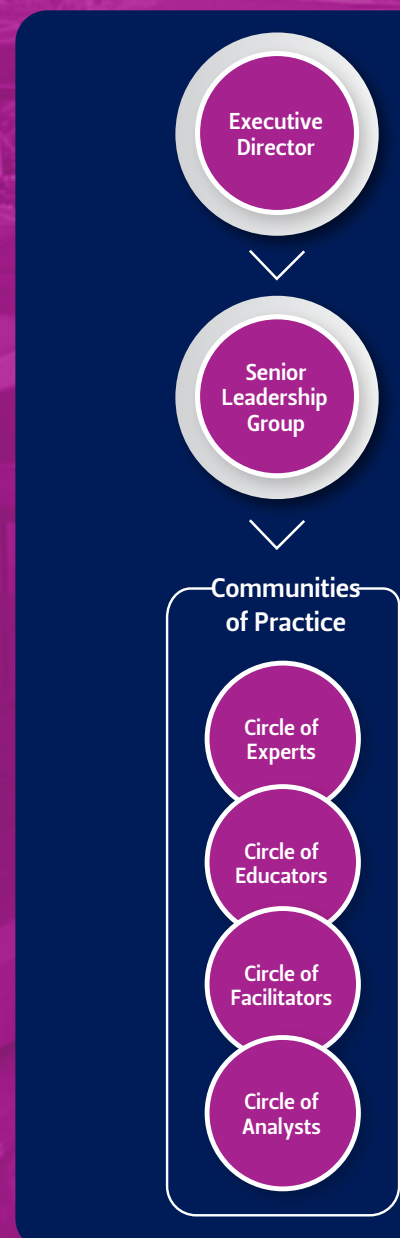 Executive
Director
Senior
Leadership
Group
Communities
of Practice
Circle of
Experts
Circle of
Educators
Circle of
Facilitators
Circle of
Analysts